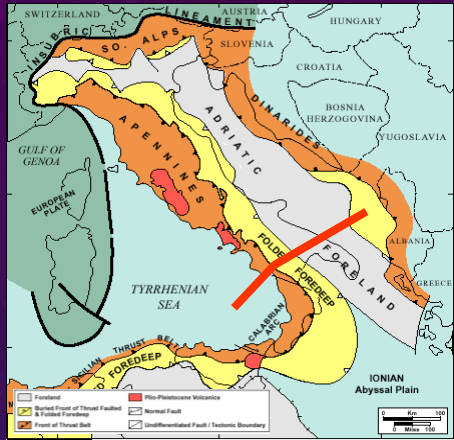 SWITZERLAND
AUSTRIA
HUNGARY
INSUBRIC
LINEAMENT
SO. ALPS
SLOVENIA
CROATIA
BOSNIA
HERZOGOVINA
YUGOSLAVIA
DINARIDES
ADRIATIC
APENNINES
GULF OF
GENOA
EUROPEAN
PLATE
FOLDED
FOREDEEP
FORELAND
ALBANIA
GREECE
TYRRHENIAN
SEA
CALABRIAN
ARC
SICILIAN THRUST BELT
FOREDEEP
IONIAN
Abyssal Plain
Foreland
Buried Front of Thrust Faulted
& Folded Foredeep
Front of Thrust Belt
Plio-Pleistocene Volcanics
Normal Fault
Undifferentiated Fault / Tectonic Boundary
0 Km 100
0 Miles 100